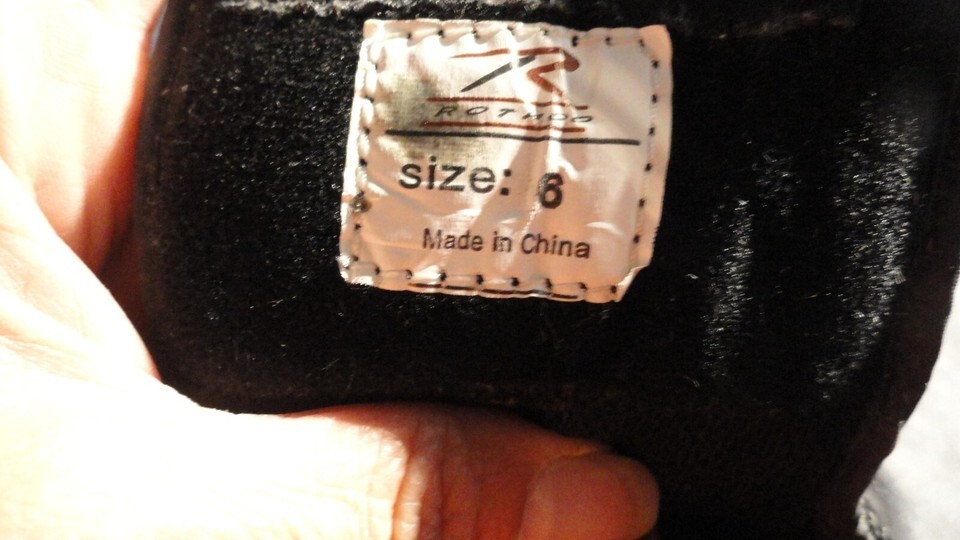 R
ROTHCO
size: 6
Made in China